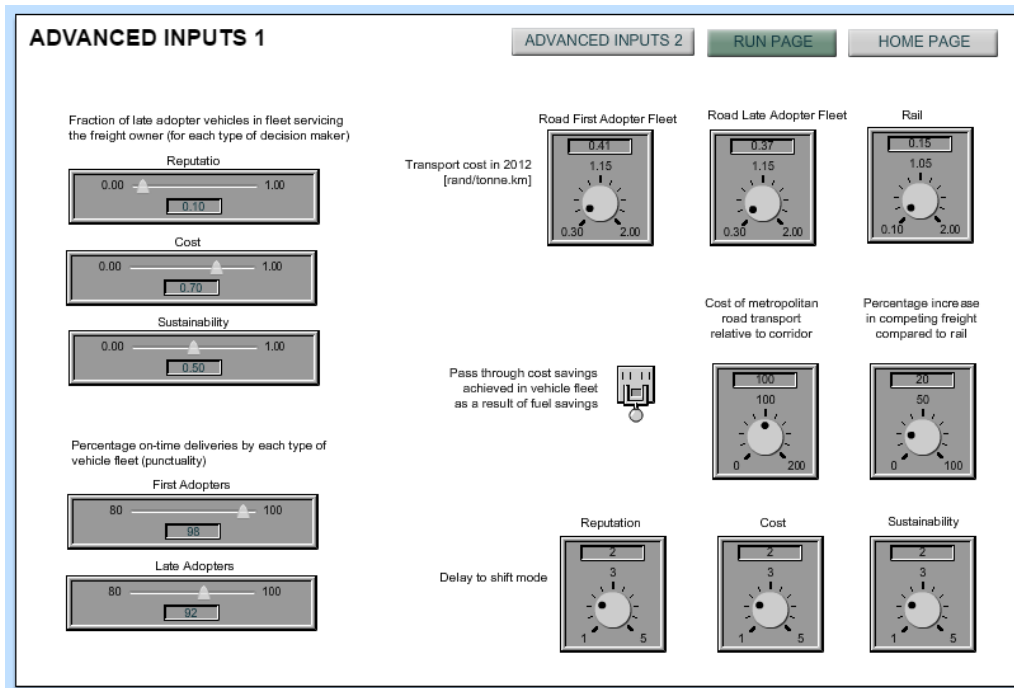 ADVANCED INPUTS 1
ADVANCED INPUTS 2
RUN PAGE
HOME PAGE
Fraction of late adopter vehicles in fleet servicing
the freight owner (for each type of decision maker)
Reputatio
0.00
1.00
0.10
Cost
0.00
1.00
0.70
Sustainability
0.00
1.00
0.50
Percentage on-time deliveries by each type of
vehicle fleet (punctuality)
First Adopters
80
100
98
Late Adopters
80
100
92
Transport cost in 2012
[rand/tonne.km]
Road First Adopter Fleet
0.41
1.15
0.30
2.00
Road Late Adopter Fleet
0.37
1.15
0.30
2.00
Rail
0.15
1.05
0.10
2.00
Pass through cost savings
achieved in vehicle fleet
as a result of fuel savings
Cost of metropolitan
road transport
relative to corridor
100
100
0
200
Percentage increase
in competing freight
compared to rail
20
50
0
100
Delay to shift mode
Reputation
2
3
1
5
Cost
2
3
1
5
Sustainability
2
3
1
5